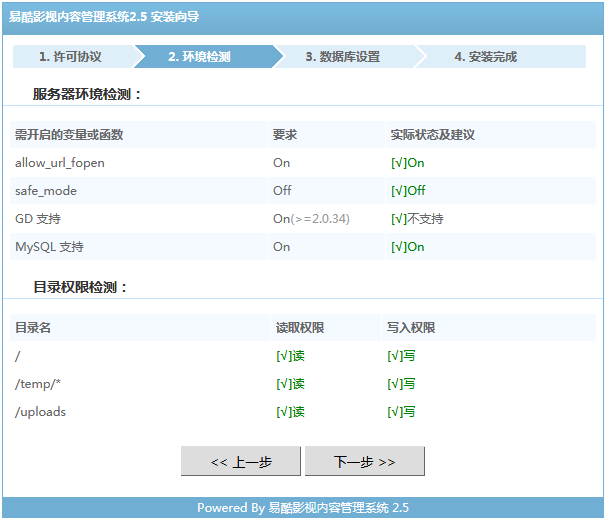 易酷影视内容管理系统2.5 安装向导
1. 许可协议 2. 环境检测 3. 数据库设置 4. 安装完成
服务器环境检测：
需开启的变量或函数 要求 实际状态及建议
allow_url_fopen On [√]On
safe_mode Off [√]Off
GD 支持 On(>=2.0.34) [√]不支持
MySQL 支持 On [√]On
目录权限检测：
目录名 读取权限 写入权限
/ [√]读 [√]写
/temp/* [√]读 [√]写
/uploads [√]读 [√]写
<< 上一步 下一步 >>
Powered By 易酷影视内容管理系统 2.5